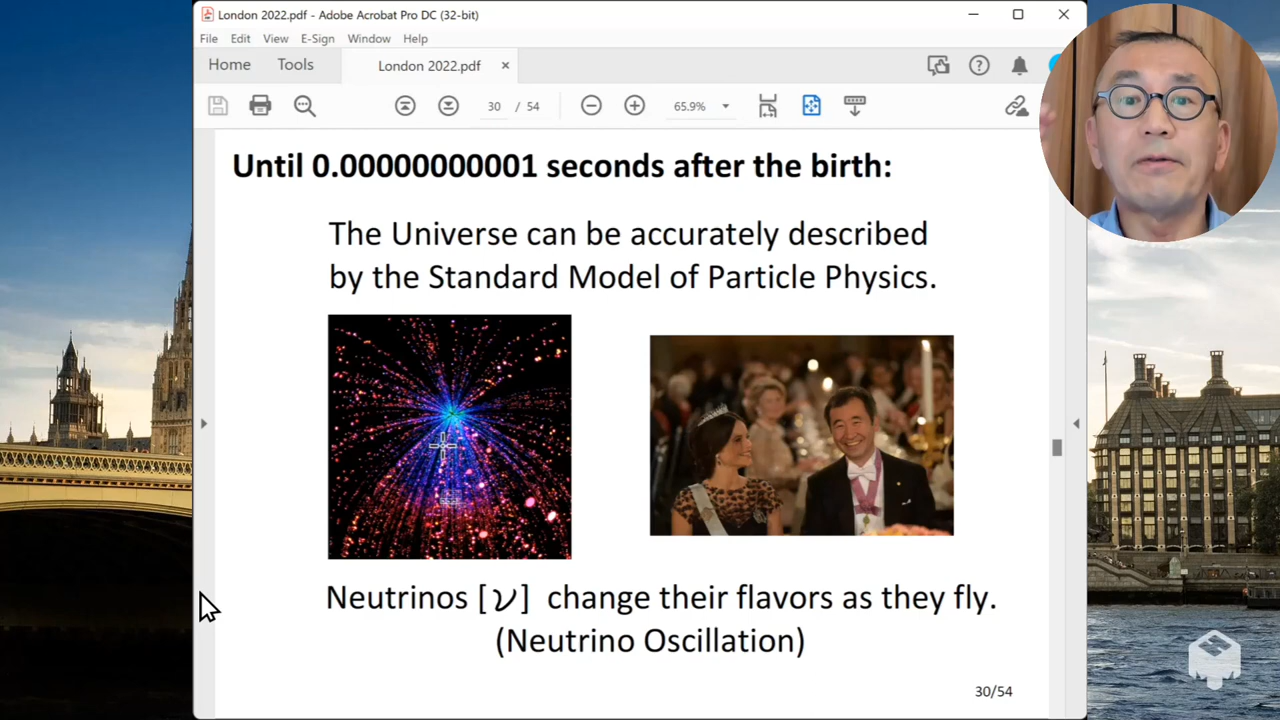 London 2022.pdf - Adobe Acrobat Pro DC (32-bit)
File Edit View E-Sign Window Help
Home Tools London 2022.pdf
30 / 54 65.9%
Until 0.00000000001 seconds after the birth:
The Universe can be accurately described
by the Standard Model of Particle Physics.
Neutrinos [ν] change their flavors as they fly.
(Neutrino Oscillation)
30/54